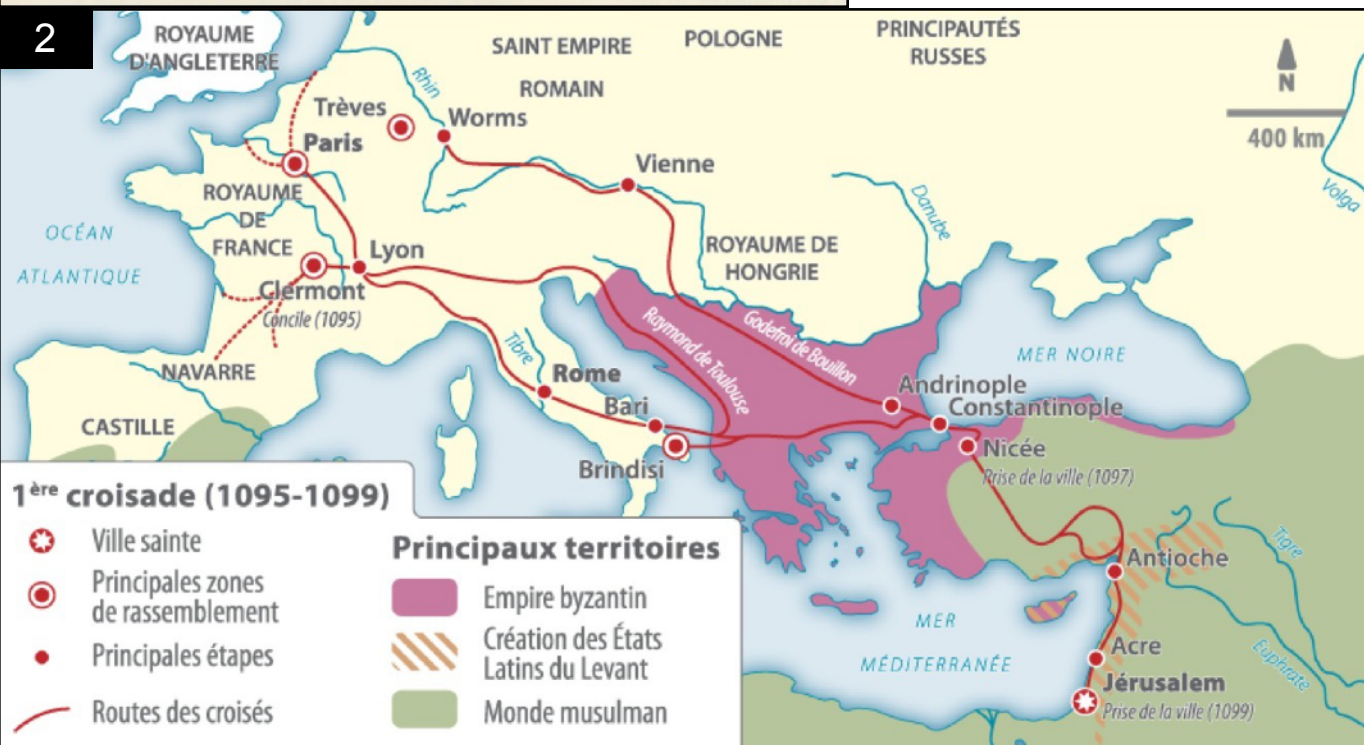 2
ROYAUME
D'ANGLETERRE
SAINT EMPIRE
ROMAIN
POLOGNE
PRINCIPAUTÉS
RUSSES
N
400 km
Rhin
Trèves
Worms
Paris
Vienne
Volga
Danube
ROYAUME
DE
FRANCE
OCÉAN
ATLANTIQUE
Lyon
ROYAUME DE
HONGRIE
Clermont
Concile (1095)
Raymond de Toulouse
Godefroi de Bouillon
MER NOIRE
Tibre
NAVARRE
Rome
Andrinople
Constantinople
Bari
CASTILLE
Nicée
Prise de la ville (1097)
Brindisi
1ère croisade (1095-1099)
Ville sainte
Principales zones
de rassemblement
Principales étapes
Routes des croisés
Principaux territoires
Empire byzantin
Création des États
Latins du Levant
Monde musulman
Tigre
Antioche
MER
MÉDITERRANÉE
Euphrate
Acre
Jérusalem
Prise de la ville (1099)